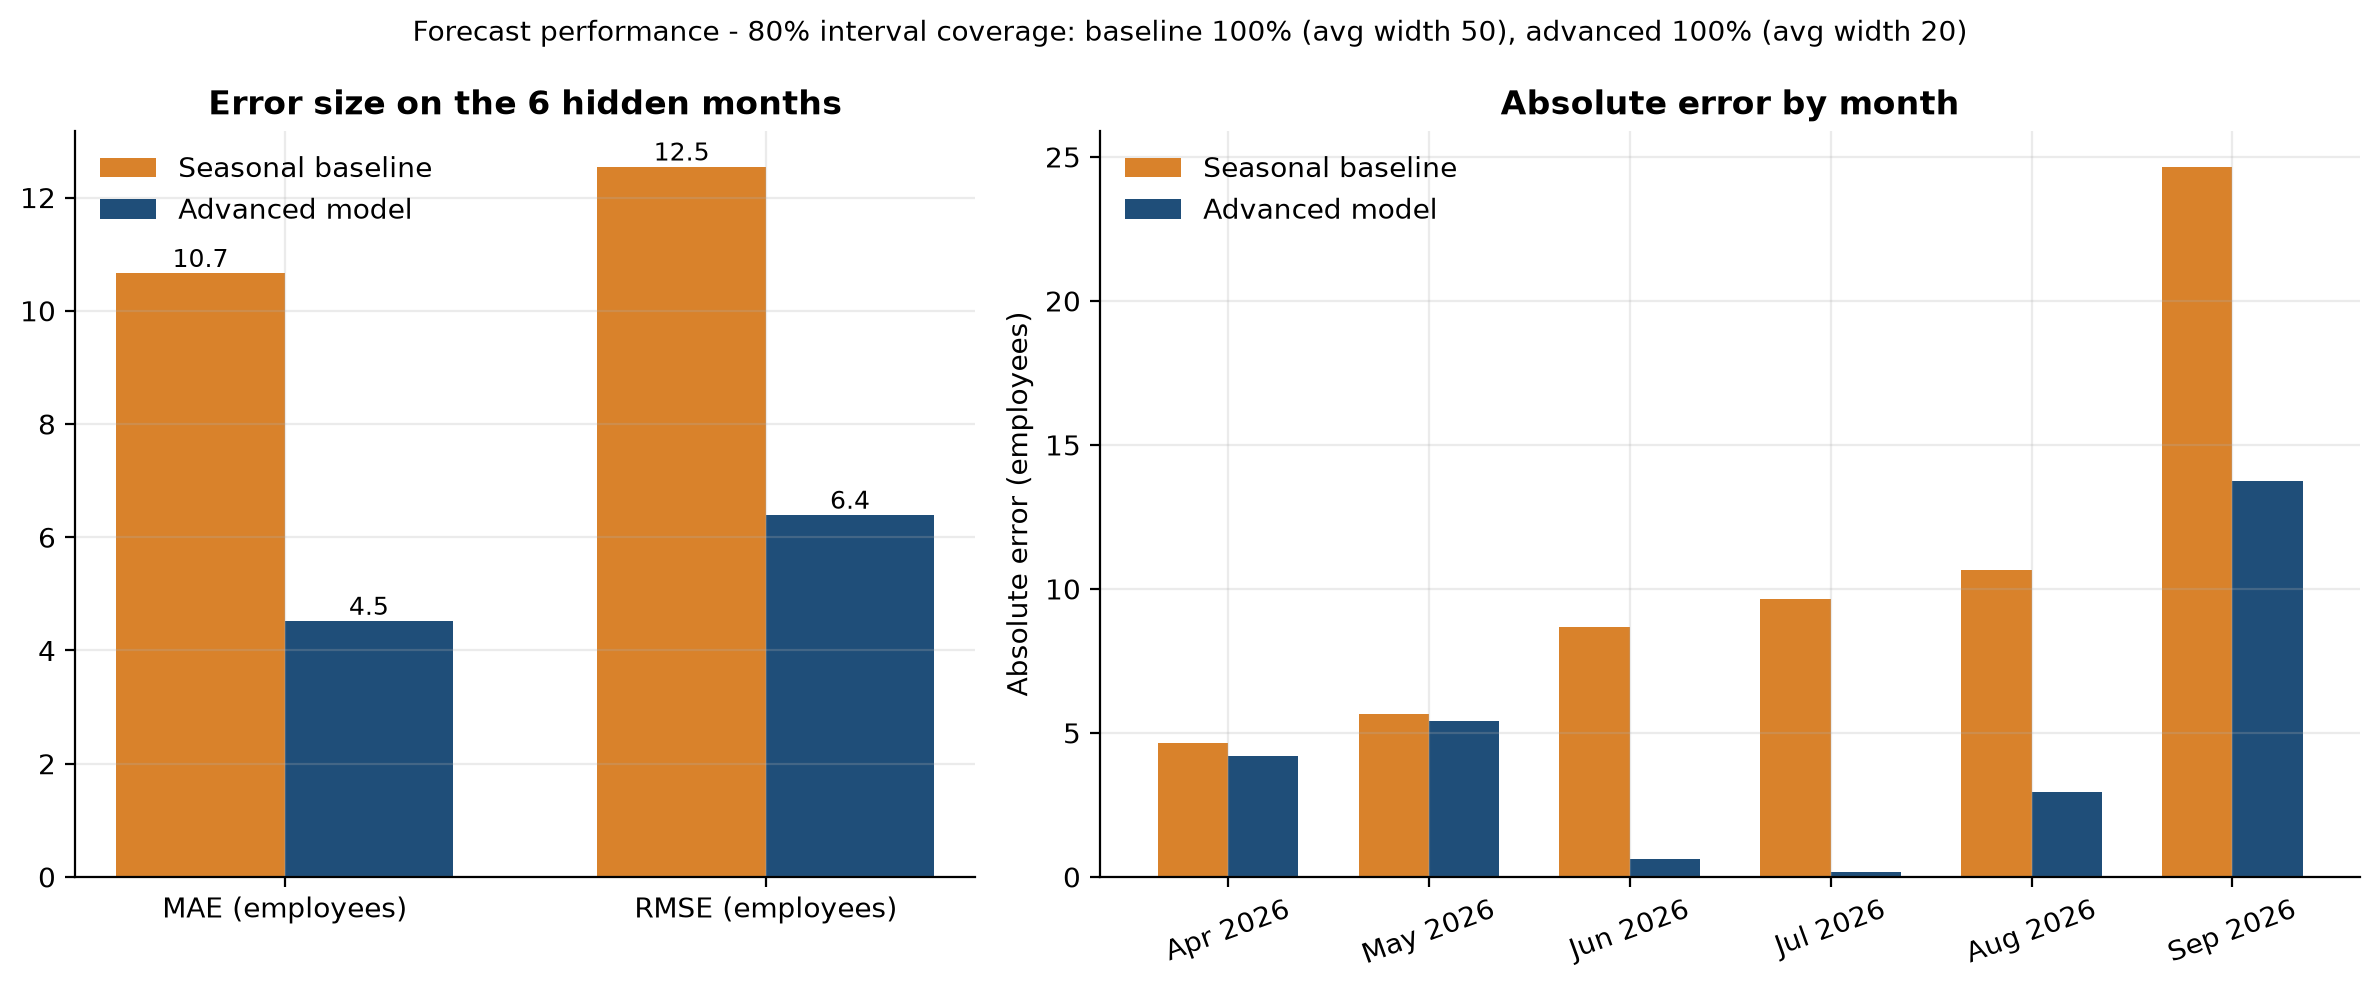 Forecast performance - 80% interval coverage: baseline 100% (avg width 50), advanced 100% (avg width 20)
Error size on the 6 hidden months
Seasonal baseline
Advanced model
12
10
8
6
4
2
0
10.7
4.5
12.5
6.4
MAE (employees)
RMSE (employees)
Absolute error by month
Seasonal baseline
Advanced model
Absolute error (employees)
25
20
15
10
5
0
Apr 2026
May 2026
Jun 2026
Jul 2026
Aug 2026
Sep 2026